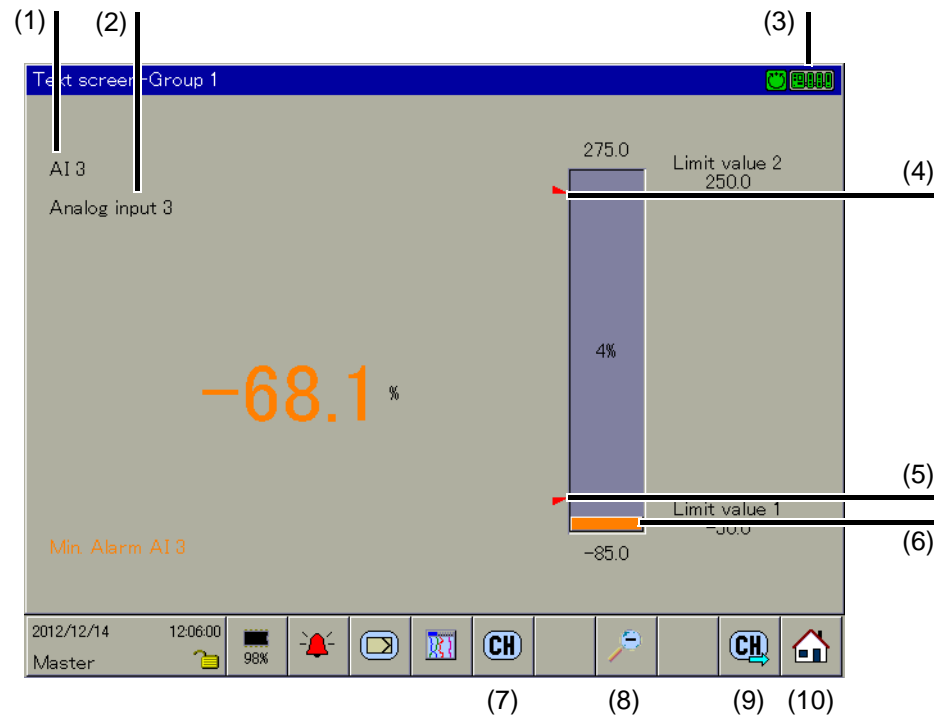 (1) (2) (3)
Text screen-Group 1
AI 3
Analog input 3
275.0
Limit value 2
250.0
(4)
4%
-68.1 %
(5)
Limit value 1
(6)
Min. Alarm AI 3
-85.0
2012/12/14 12:06:00
Master
98%
CH
CH
(7) (8) (9) (10)